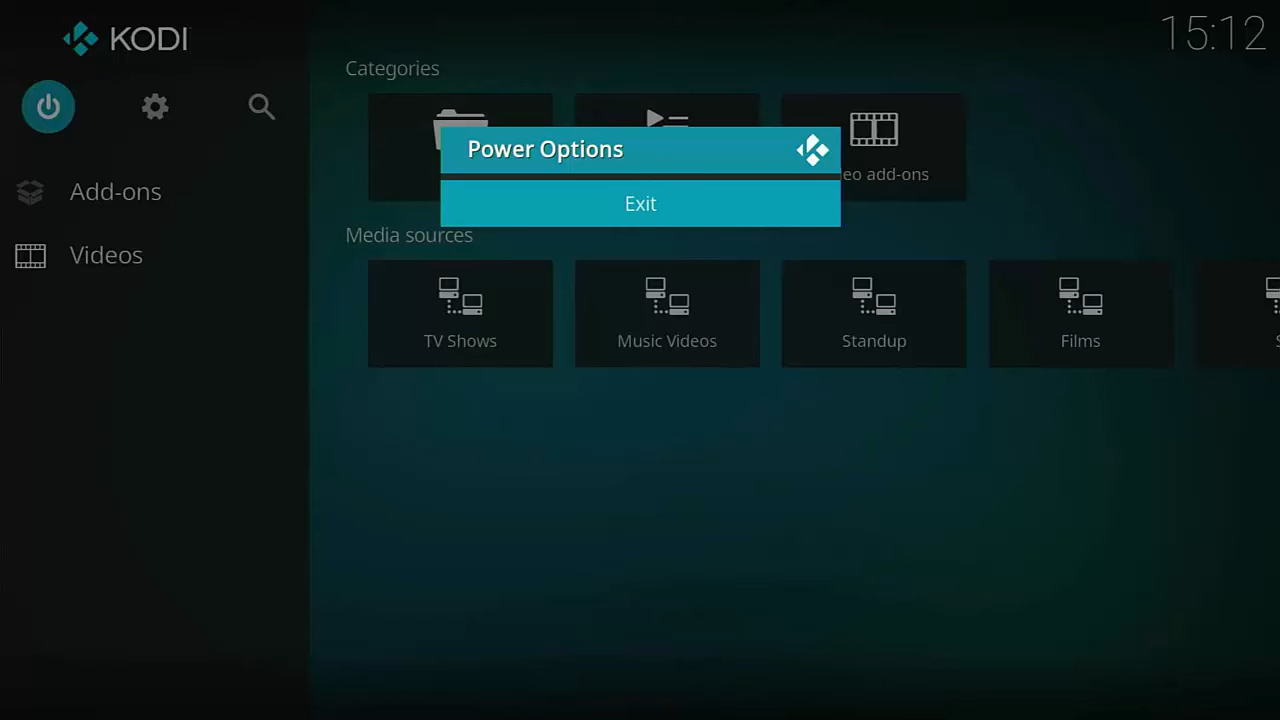 KODI
15:12
Categories
Power Options
eo add-ons
Exit
Add-ons
Videos
Media sources
TV Shows
Music Videos
Standup
Films